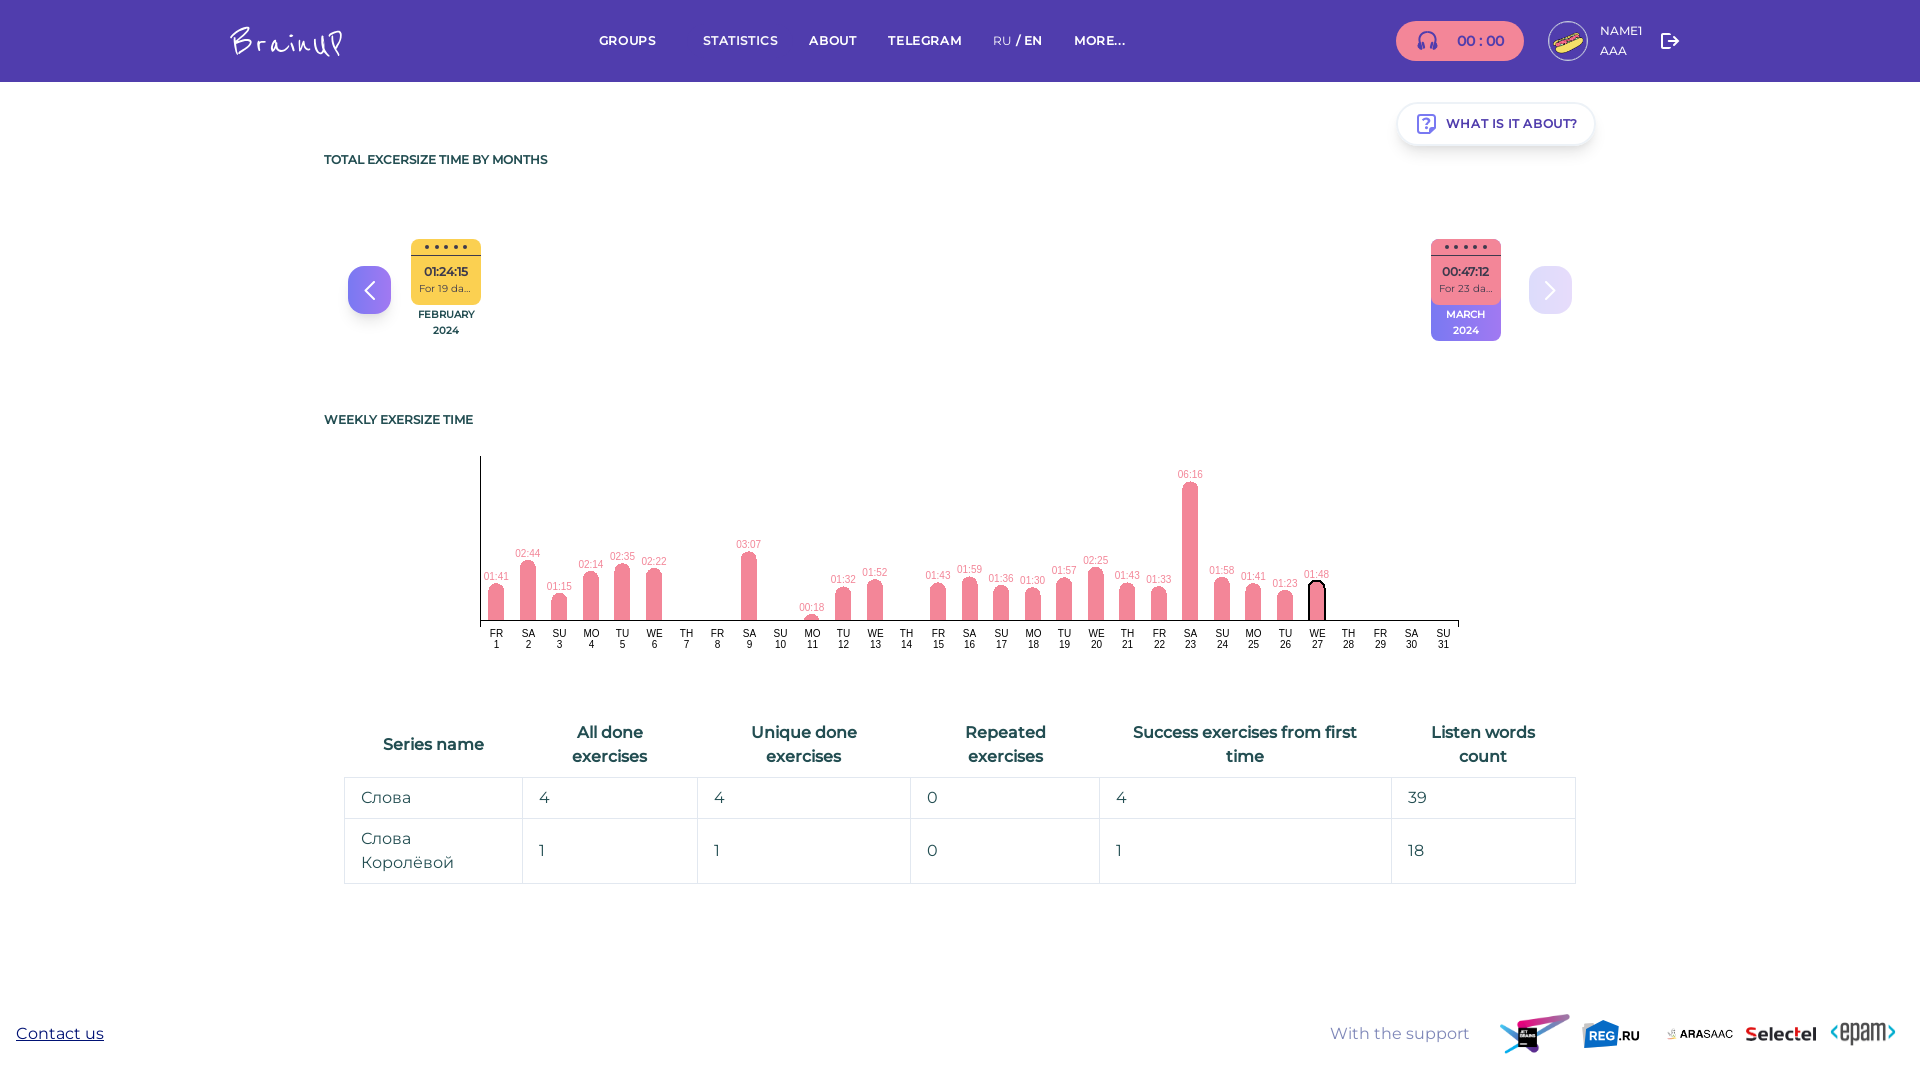 BrainUP
GROUPS STATISTICS ABOUT TELEGRAM RU / EN MORE...
00 : 00
NAME1
AAA
WHAT IS IT ABOUT?
TOTAL EXCERSIZE TIME BY MONTHS
01:24:15
For 19 da...
FEBRUARY
2024
00:47:12
For 23 da...
MARCH
2024
WEEKLY EXERSIZE TIME
01:41 02:44 01:15 02:14 02:35 02:22 03:07 00:18 01:32 01:52 01:43 01:59 01:36 01:30 01:57 02:25 01:43 01:33 06:16 01:58 01:41 01:23 01:48
FR SA SU MO TU WE TH FR SA SU MO TU WE TH FR SA SU MO TU WE TH FR SA SU MO TU WE TH FR SA SU
1 2 3 4 5 6 7 8 9 10 11 12 13 14 15 16 17 18 19 20 21 22 23 24 25 26 27 28 29 30 31
Series name All done exercises Unique done exercises Repeated exercises Success exercises from first time Listen words count
Слова 4 4 0 4 39
Слова Королёвой 1 1 0 1 18
Contact us
With the support
JET BRAINS
REG.RU
ARASAAC
Selectel
<epam>